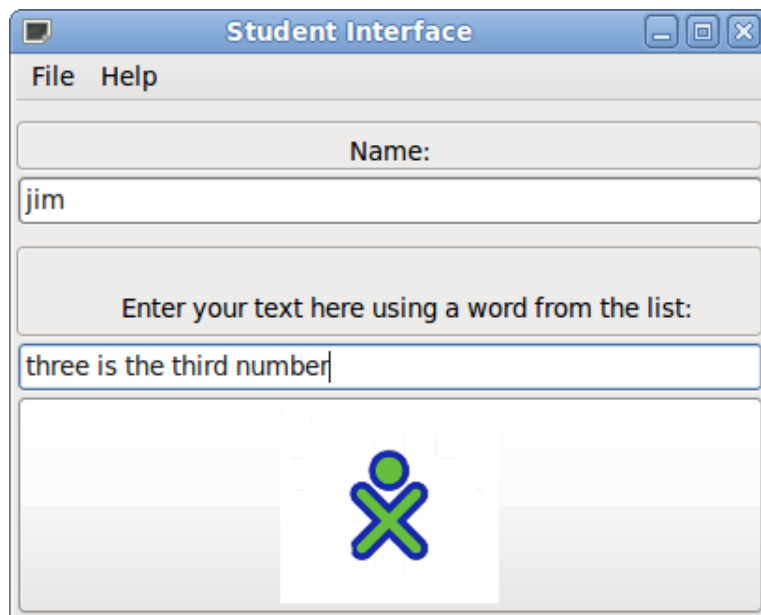 Student Interface
File Help
Name:
jim
Enter your text here using a word from the list:
three is the third number